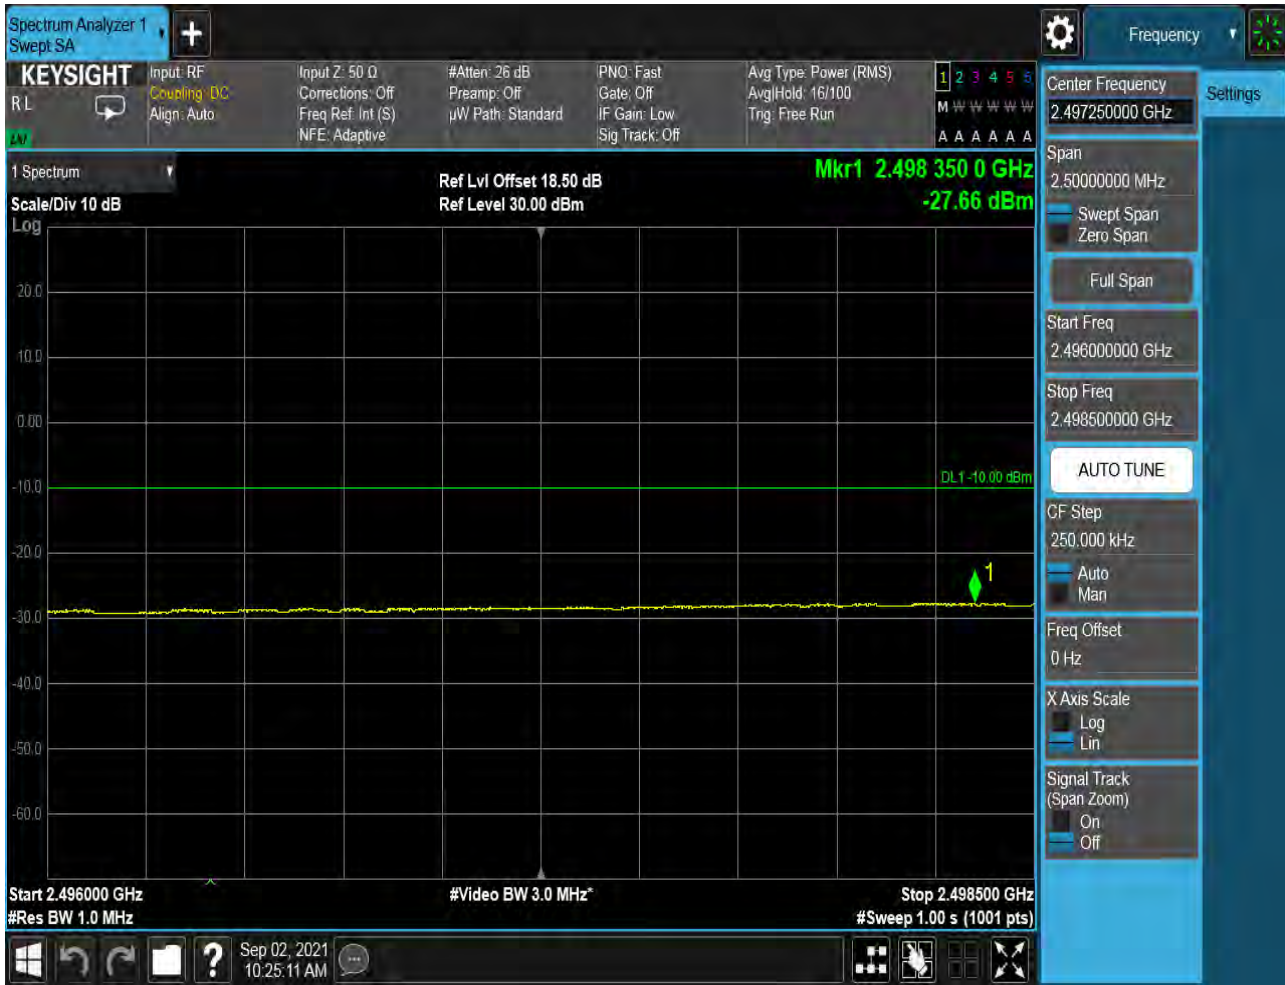 Spectrum Analyzer 1
Swept SA
Frequency
KEYSIGHT
R L
Input: RF
Coupling: DC
Align: Auto
Input Z: 50 Ω
Corrections: Off
Freq Ref: Int (S)
NFE: Adaptive
#Atten: 26 dB
Preamp: Off
µW Path: Standard
PNO: Fast
Gate: Off
IF Gain: Low
Sig Track: Off
Avg Type: Power (RMS)
Avg|Hold: 16/100
Trig: Free Run
1 2 3 4 5 6
M W W W W W
A A A A A A
1 Spectrum
Scale/Div 10 dB
Log
Ref Lvl Offset 18.50 dB
Ref Level 30.00 dBm
Mkr1 2.498 350 0 GHz
-27.66 dBm
20.0
10.0
0.00
-10.0
-20.0
-30.0
-40.0
-50.0
-60.0
DL1 -10.00 dBm
1
Start 2.496000 GHz
#Res BW 1.0 MHz
#Video BW 3.0 MHz*
Stop 2.498500 GHz
#Sweep 1.00 s (1001 pts)
Sep 02, 2021
10:25:11 AM
Center Frequency
2.497250000 GHz
Settings
Span
2.50000000 MHz
Swept Span
Zero Span
Full Span
Start Freq
2.496000000 GHz
Stop Freq
2.498500000 GHz
AUTO TUNE
CF Step
250.000 kHz
Auto
Man
Freq Offset
0 Hz
X Axis Scale
Log
Lin
Signal Track
(Span Zoom)
On
Off